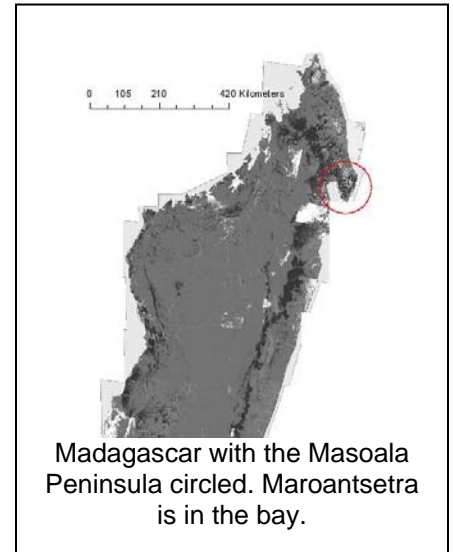 0 105 210 420 Kilometers
Madagascar with the Masoala
Peninsula circled. Maroantsetra
is in the bay.